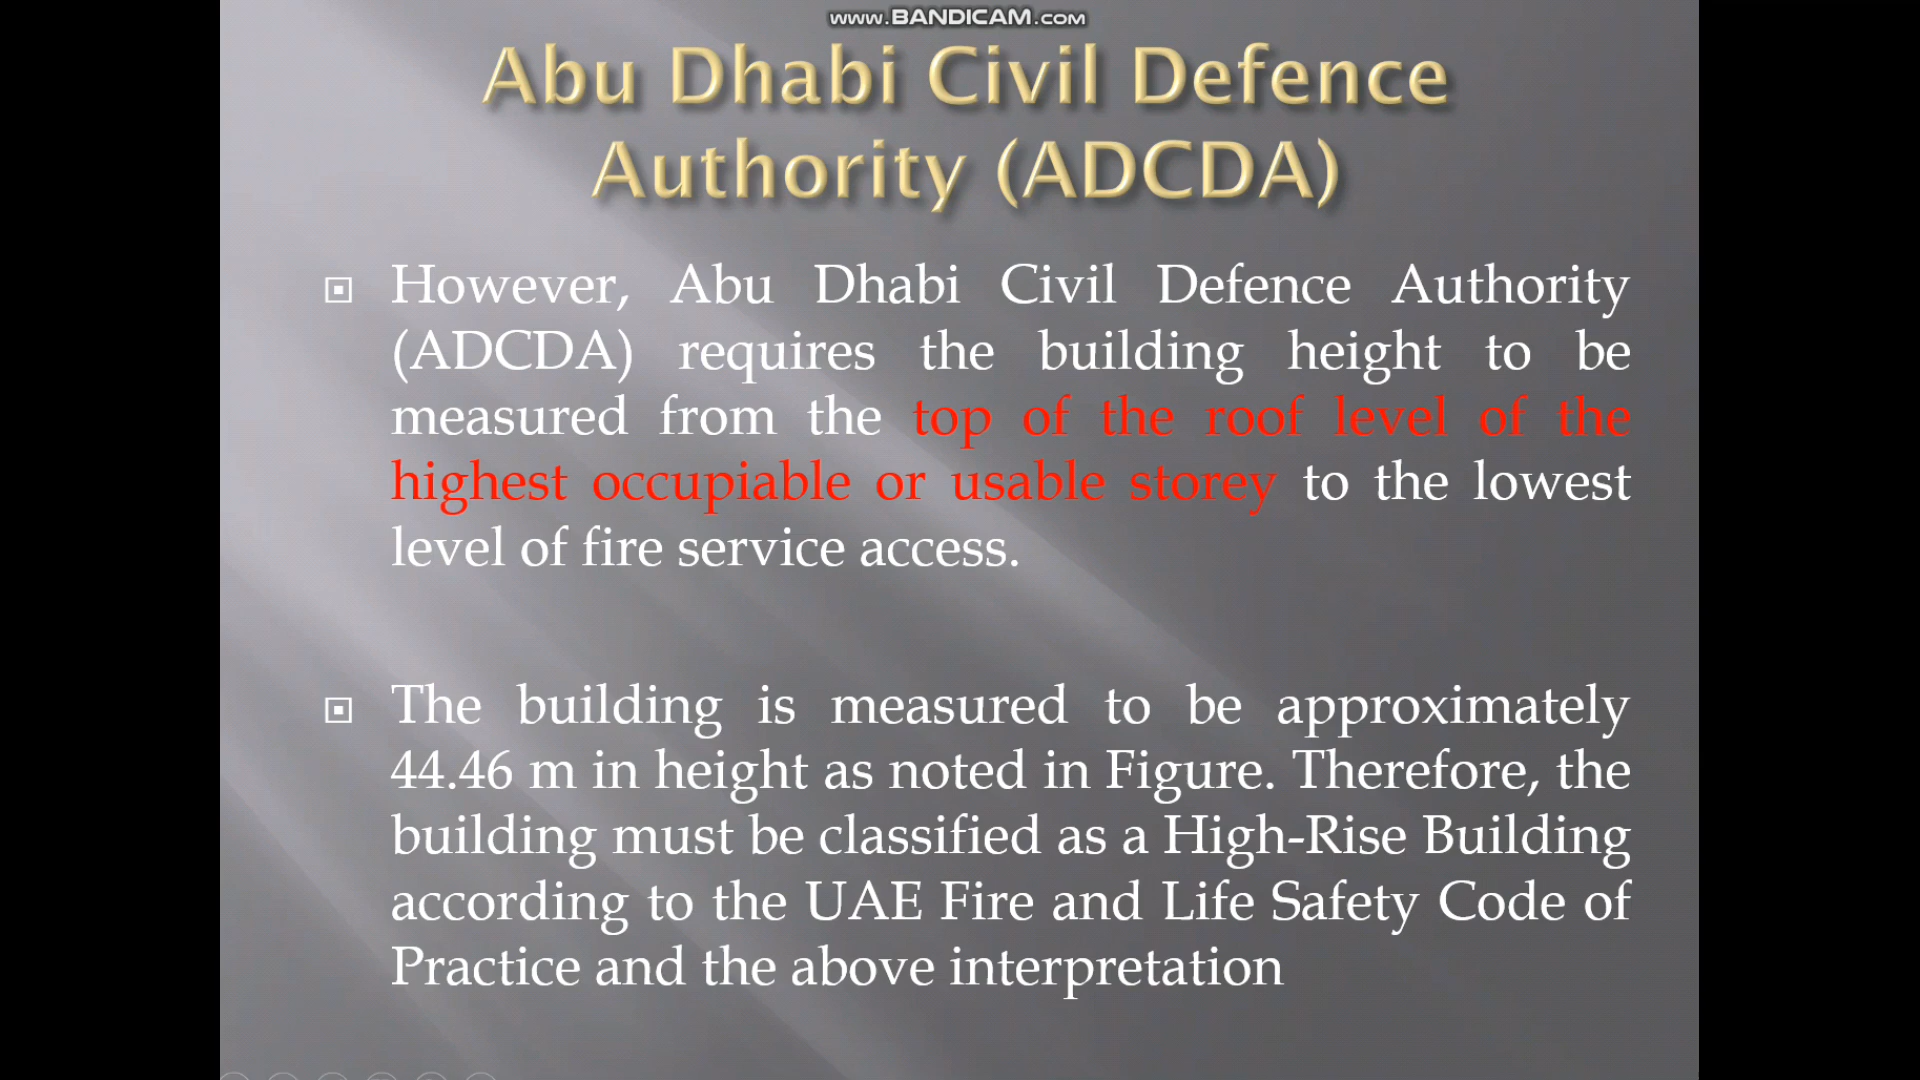 www.BANDICAM.com
Abu Dhabi Civil Defence
Authority (ADCDA)
However, Abu Dhabi Civil Defence Authority
(ADCDA) requires the building height to be
measured from the top of the roof level of the
highest occupiable or usable storey to the lowest
level of fire service access.
The building is measured to be approximately
44.46 m in height as noted in Figure. Therefore, the
building must be classified as a High-Rise Building
according to the UAE Fire and Life Safety Code of
Practice and the above interpretation